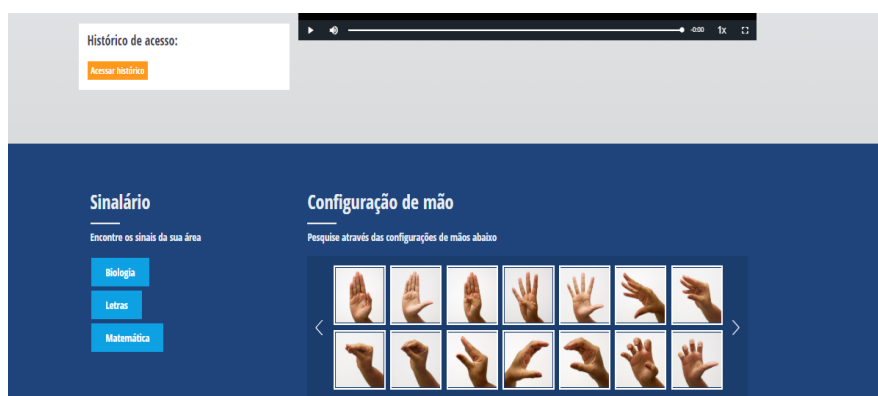 Histórico de acesso:
Acessar histórico
-0:00 1x
Sinalário
Encontre os sinais da sua área
Biologia
Letras
Matemática
Configuração de mão
Pesquise através das configurações de mãos abaixo